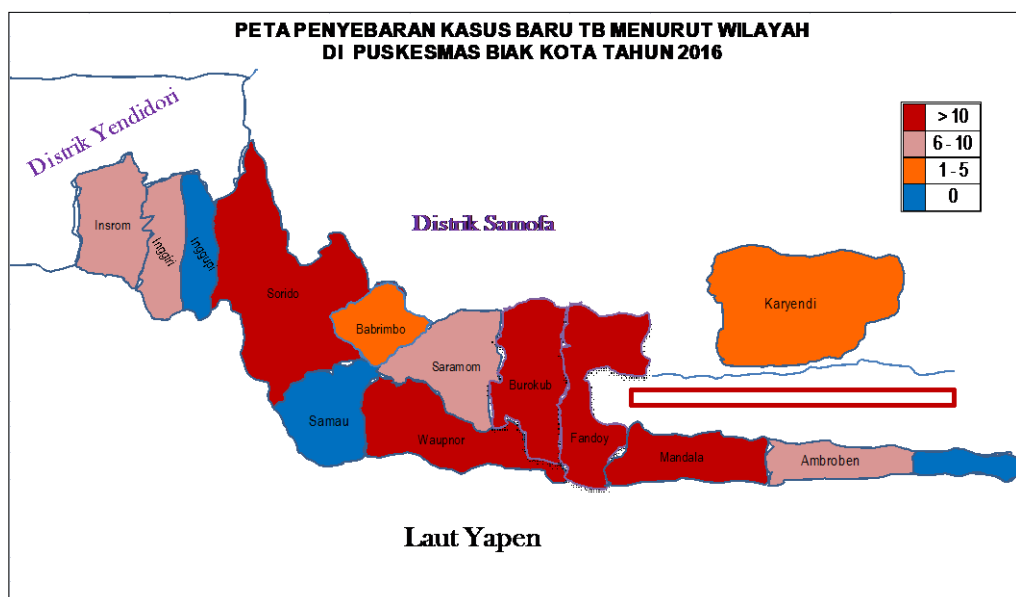 PETA PENYEBARAN KASUS BARU TB MENURUT WILAYAH
DI PUSKESMAS BIAK KOTA TAHUN 2016
Distrik Yendidori
> 10
6 - 10
1 - 5
0
Insrom
Inggiri
Inggupi
Distrik Samofa
Sorido
Karyendi
Babrimbo
Saramom
Burokub
Samau
Waupnor
Fandoy
Mandala
Ambroben
Laut Yapen